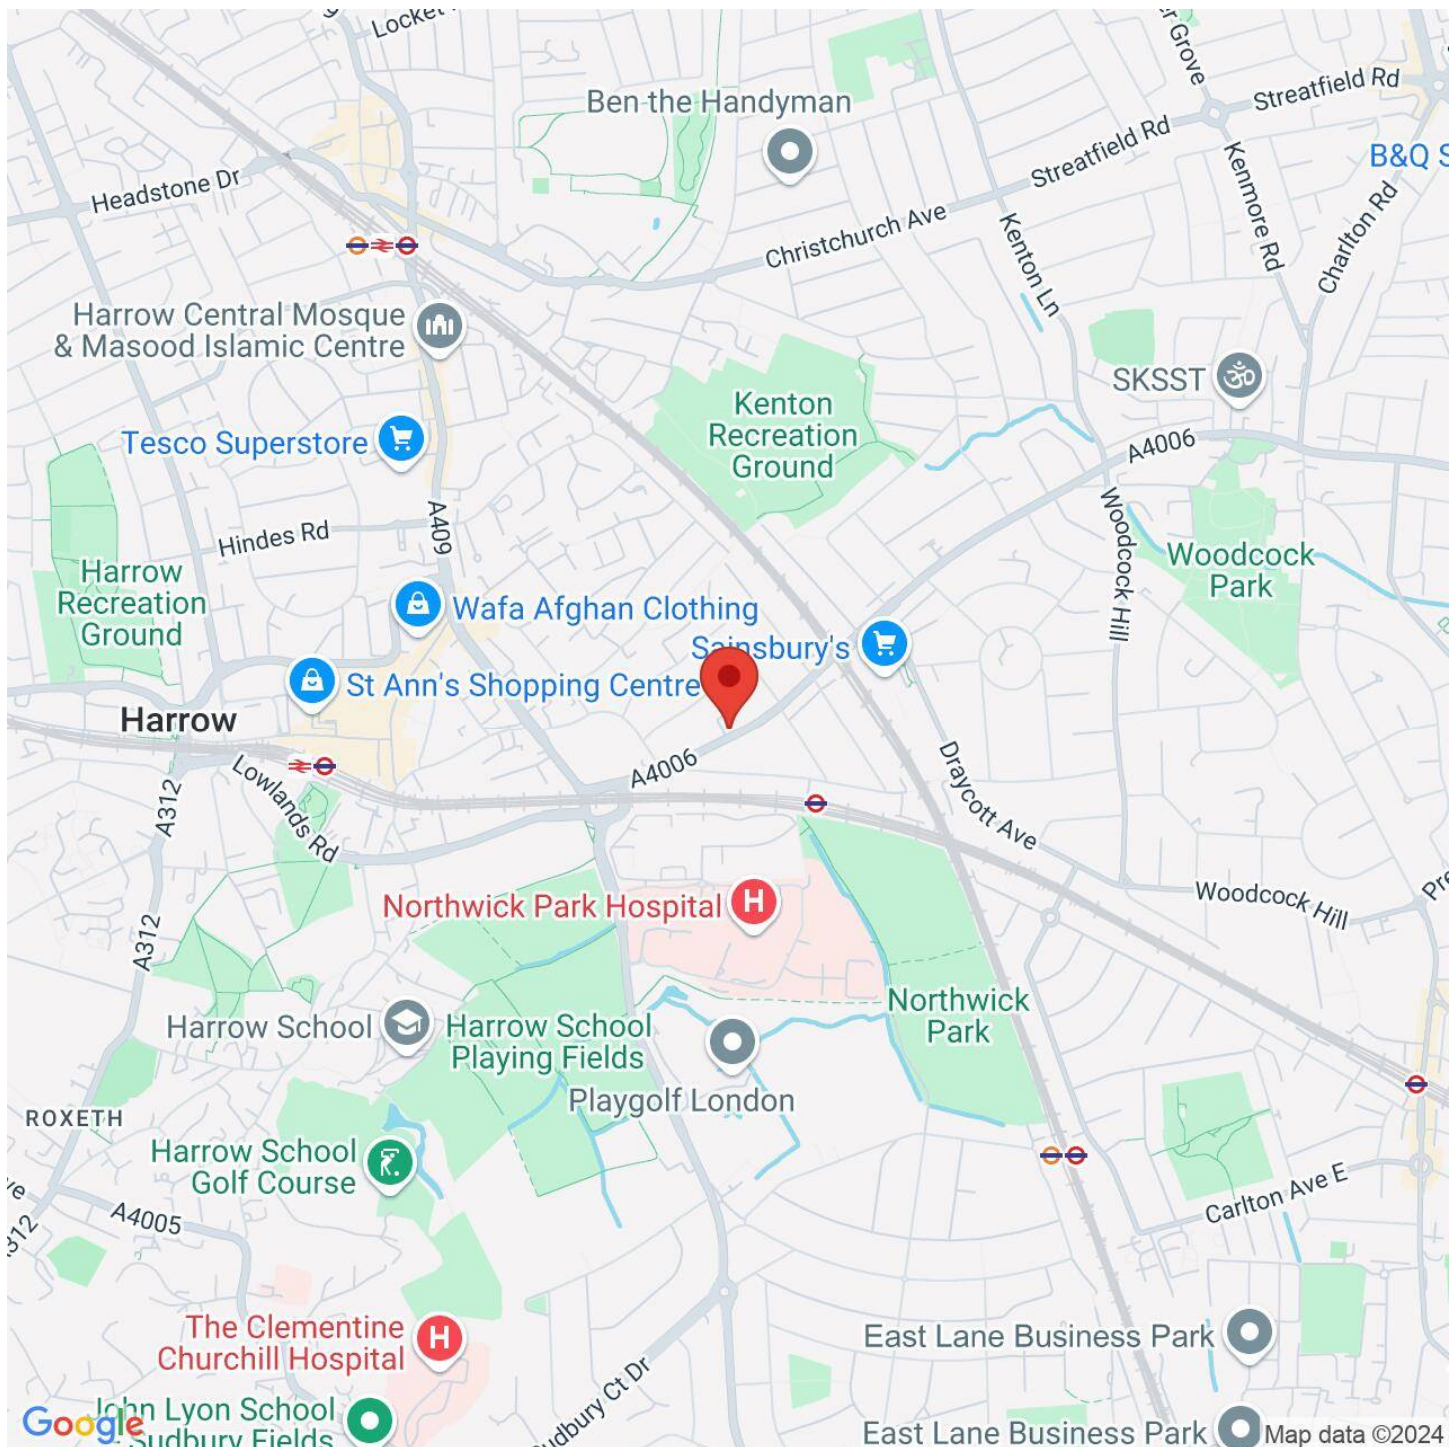 Locket
Ben the Handyman
Grove
Streatfield Rd
Streatfield Rd
B&Q S
Headstone Dr
Kenmore Rd
Charlton Rd
Christchurch Ave
Kenton Ln
Harrow Central Mosque
& Masood Islamic Centre
SKSST
Kenton
Recreation
Ground
Tesco Superstore
A4006
A409
Hindes Rd
Woodcock Hill
Woodcock
Park
Harrow
Recreation
Ground
Wafa Afghan Clothing
Sainsbury's
St Ann's Shopping Centre
Harrow
A4006
Lowlands Rd
A312
Draycott Ave
Woodcock Hill
Pre
Northwick Park Hospital
A312
Northwick
Park
Harrow School
Harrow School
Playing Fields
Playgolf London
ROXETH
Harrow School
Golf Course
Carlton Ave E
A4005
312
The Clementine
Churchill Hospital
East Lane Business Park
John Lyon School
- Sudbury Fields
Sudbury Ct Dr
East Lane Business Park
Google
Map data ©2024